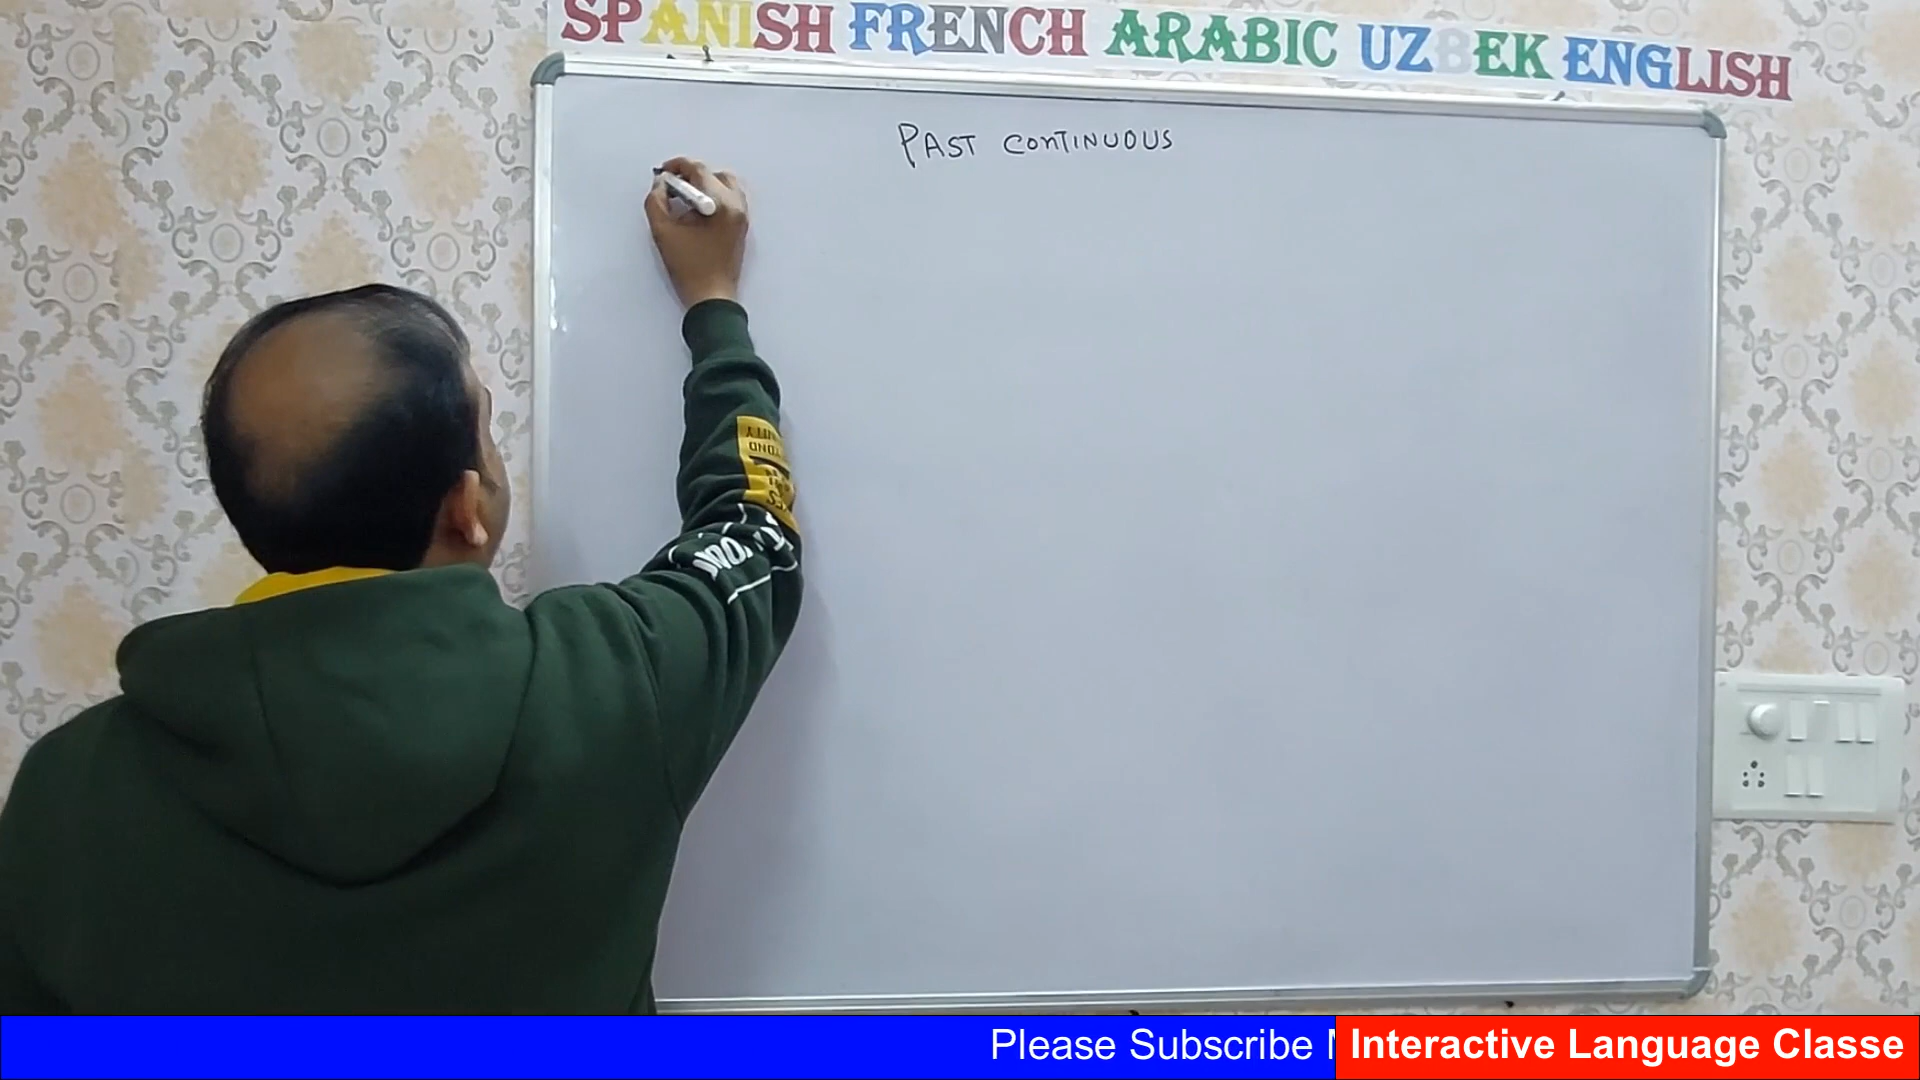 SPANISH FRENCH ARABIC UZBEK ENGLISH
PAST CONTINUOUS
Please Subscribe
Interactive Language Classe